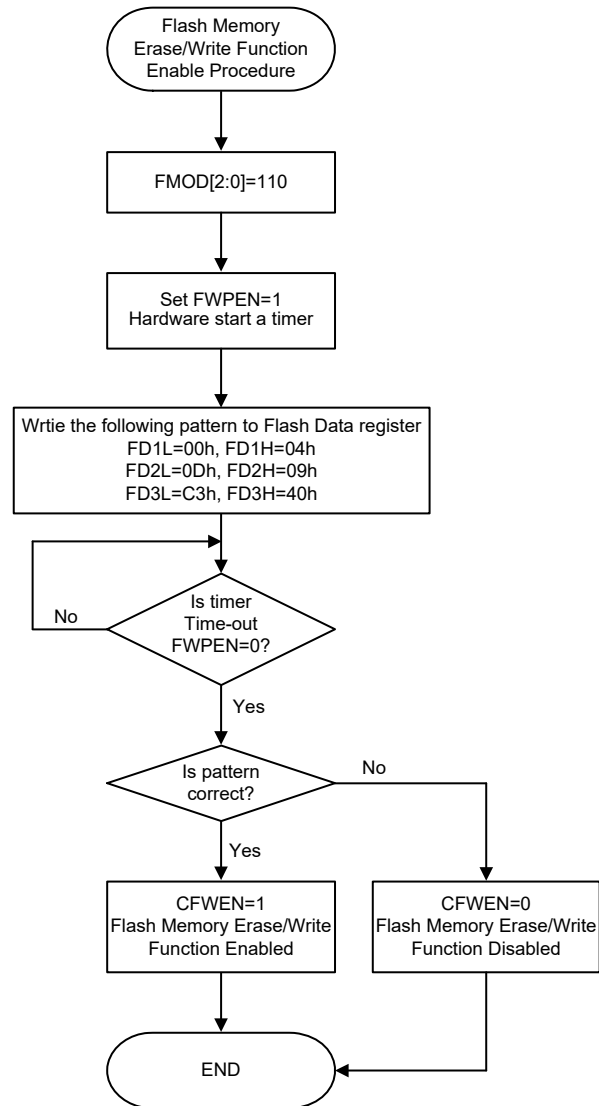 Flash Memory
Erase/Write Function
Enable Procedure
FMOD[2:0]=110
Set FWPEN=1
Hardware start a timer
Wrtie the following pattern to Flash Data register
FD1L=00h, FD1H=04h
FD2L=0Dh, FD2H=09h
FD3L=C3h, FD3H=40h
Is timer
Time-out
FWPEN=0?
No
Yes
Is pattern
correct?
No
Yes
CFWEN=1
Flash Memory Erase/Write
Function Enabled
CFWEN=0
Flash Memory Erase/Write
Function Disabled
END